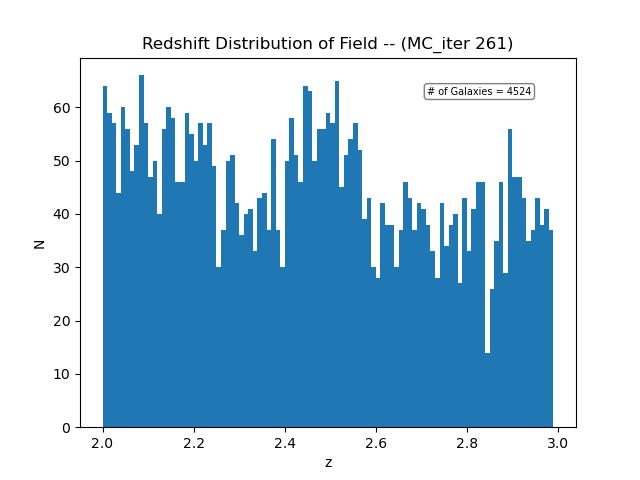 Redshift Distribution of Field -- (MC_iter 261)
# of Galaxies = 4524
60
50
40
30
20
10
0
N
2.0 2.2 2.4 2.6 2.8 3.0
z